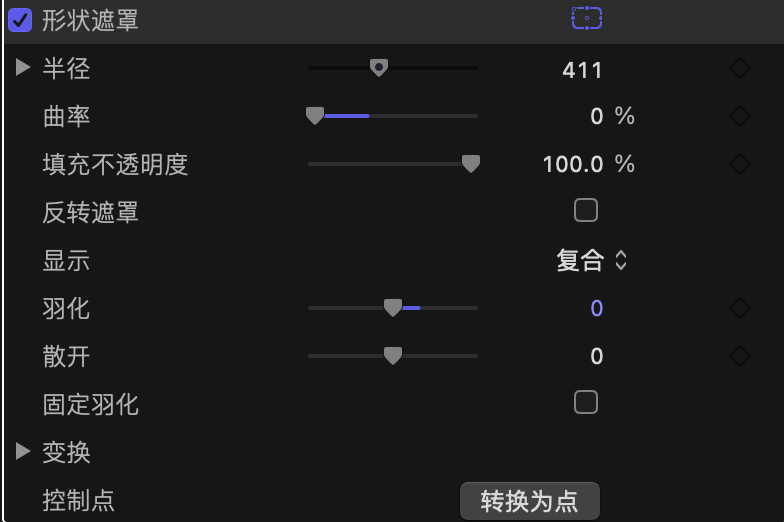 形状遮罩
半径 411
曲率 0 %
填充不透明度 100.0 %
反转遮罩
显示 复合
羽化 0
散开 0
固定羽化
变换
控制点 转换为点